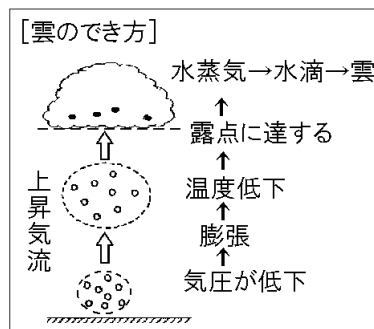 [雲のでき方]
水蒸気→水滴→雲
↑
露点に達する
↑
温度低下
↑
膨張
↑
気圧が低下
上昇気流